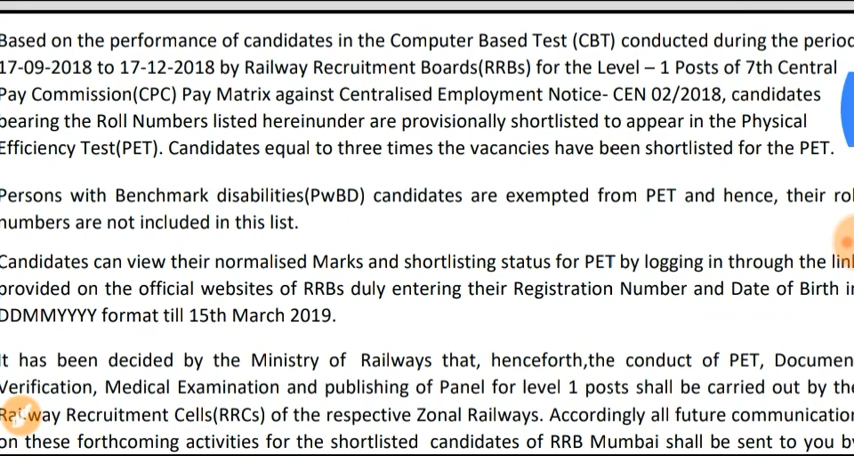 Based on the performance of candidates in the Computer Based Test (CBT) conducted during the period
17-09-2018 to 17-12-2018 by Railway Recruitment Boards(RRBs) for the Level – 1 Posts of 7th Central
Pay Commission(CPC) Pay Matrix against Centralised Employment Notice- CEN 02/2018, candidates
bearing the Roll Numbers listed hereinunder are provisionally shortlisted to appear in the Physical
Efficiency Test(PET). Candidates equal to three times the vacancies have been shortlisted for the PET.
Persons with Benchmark disabilities(PwBD) candidates are exempted from PET and hence, their rol
numbers are not included in this list.
Candidates can view their normalised Marks and shortlisting status for PET by logging in through the link
provided on the official websites of RRBs duly entering their Registration Number and Date of Birth in
DDMMYYYY format till 15th March 2019.
It has been decided by the Ministry of Railways that, henceforth,the conduct of PET, Documen
Verification, Medical Examination and publishing of Panel for level 1 posts shall be carried out by the
Railway Recruitment Cells(RRCs) of the respective Zonal Railways. Accordingly all future communication
on these forthcoming activities for the shortlisted candidates of RRB Mumbai shall be sent to you by